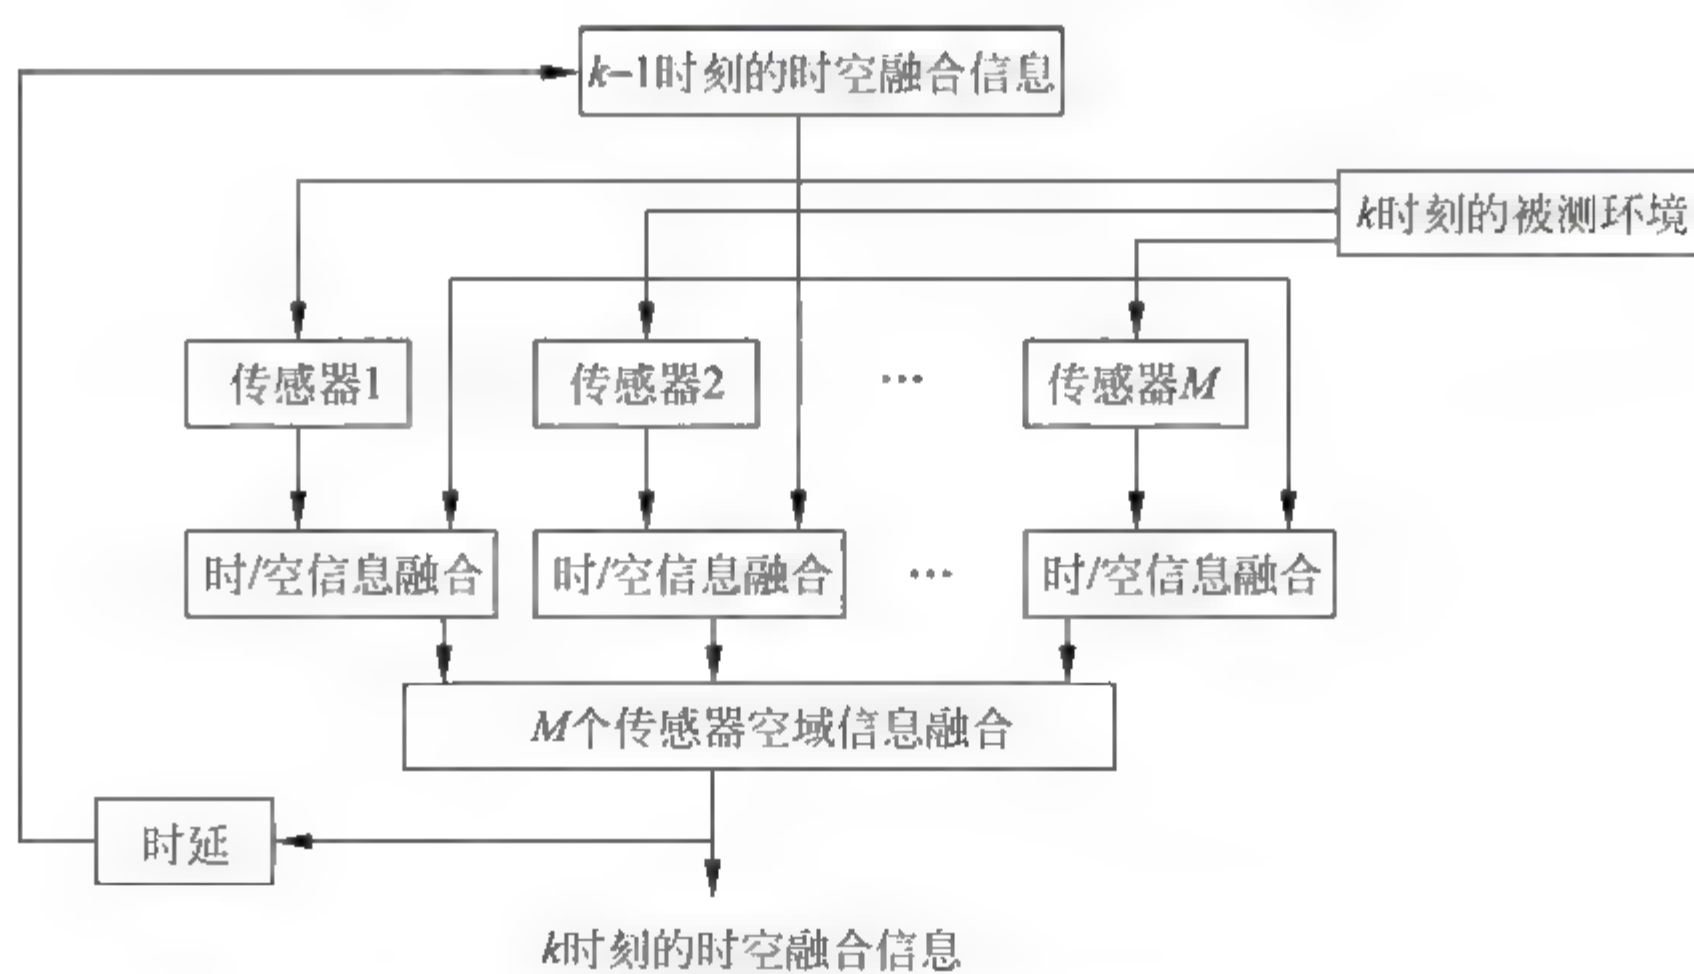 k-1时刻的时空融合信息
k时刻的被测环境
传感器1
传感器2
…
传感器M
时/空信息融合
时/空信息融合
…
时/空信息融合
M个传感器空域信息融合
时延
k时刻的时空融合信息